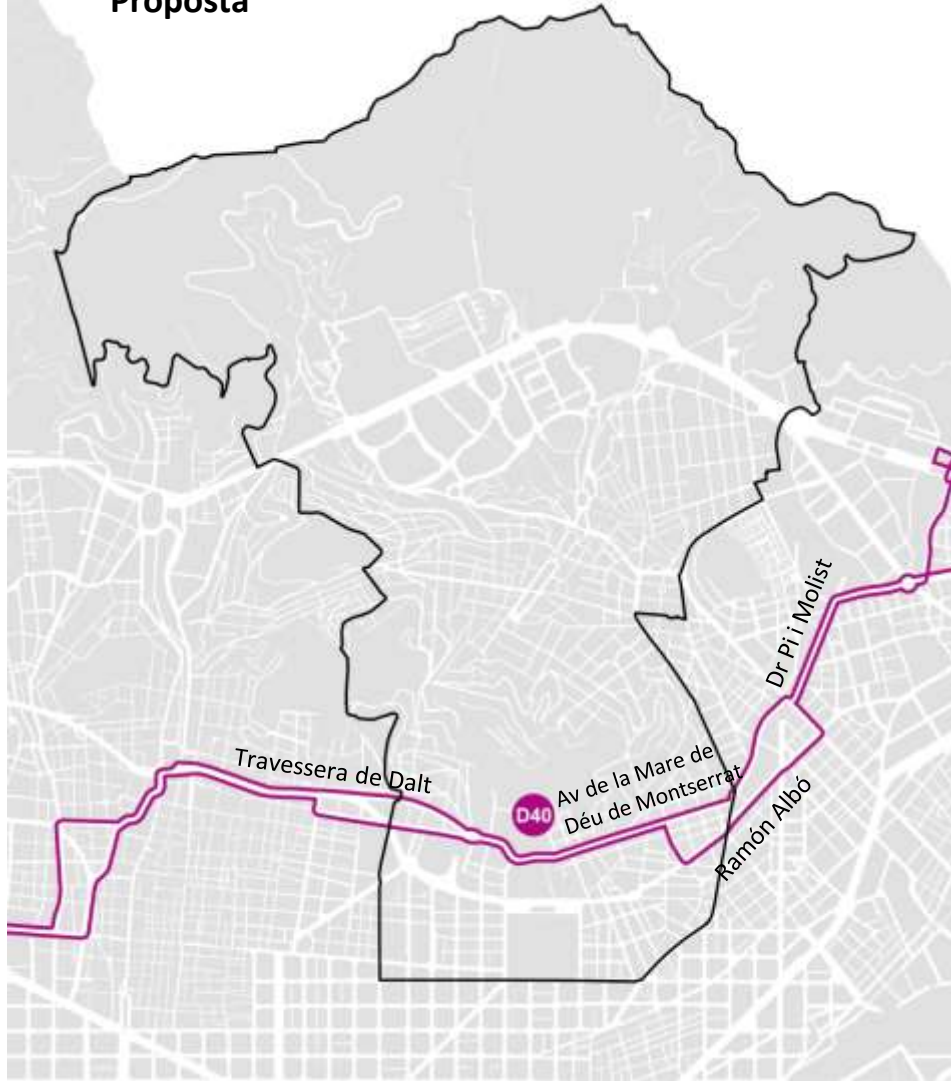 Proposta
Dr Pi i Molist
Travessera de Dalt
Av de la Mare de
Déu de Montserrat
D40
Ramón Albó